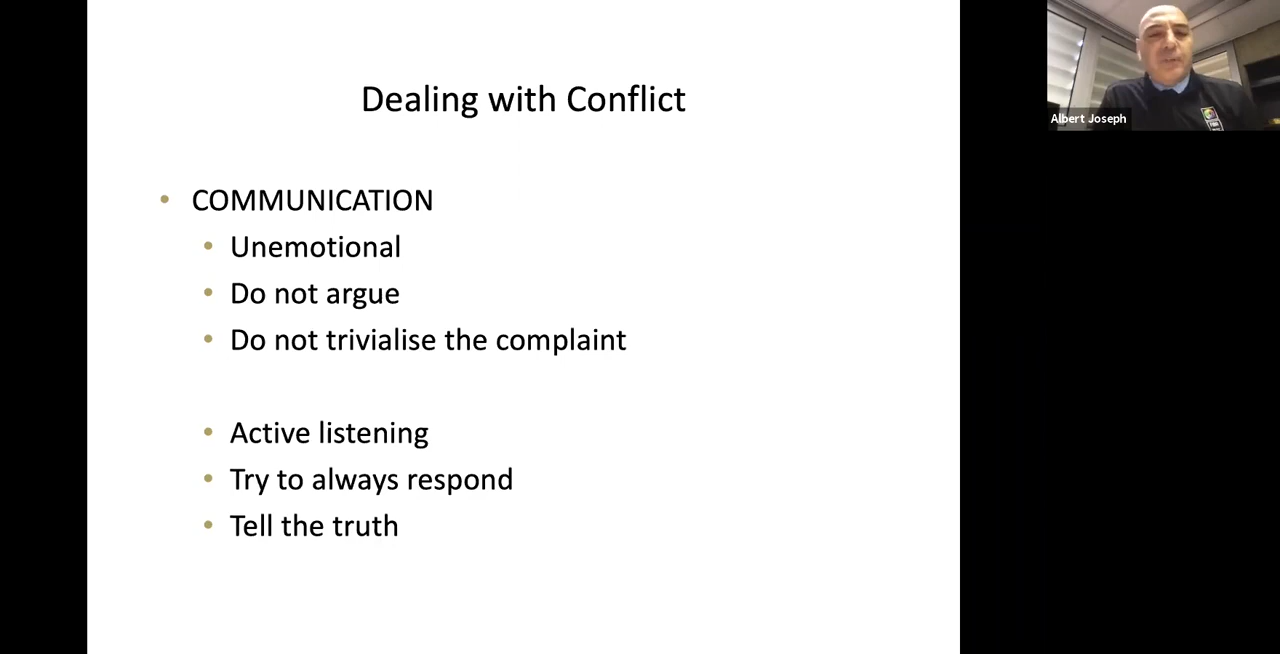 Dealing with Conflict
Albert Joseph
• COMMUNICATION
• Unemotional
• Do not argue
• Do not trivialise the complaint
• Active listening
• Try to always respond
• Tell the truth